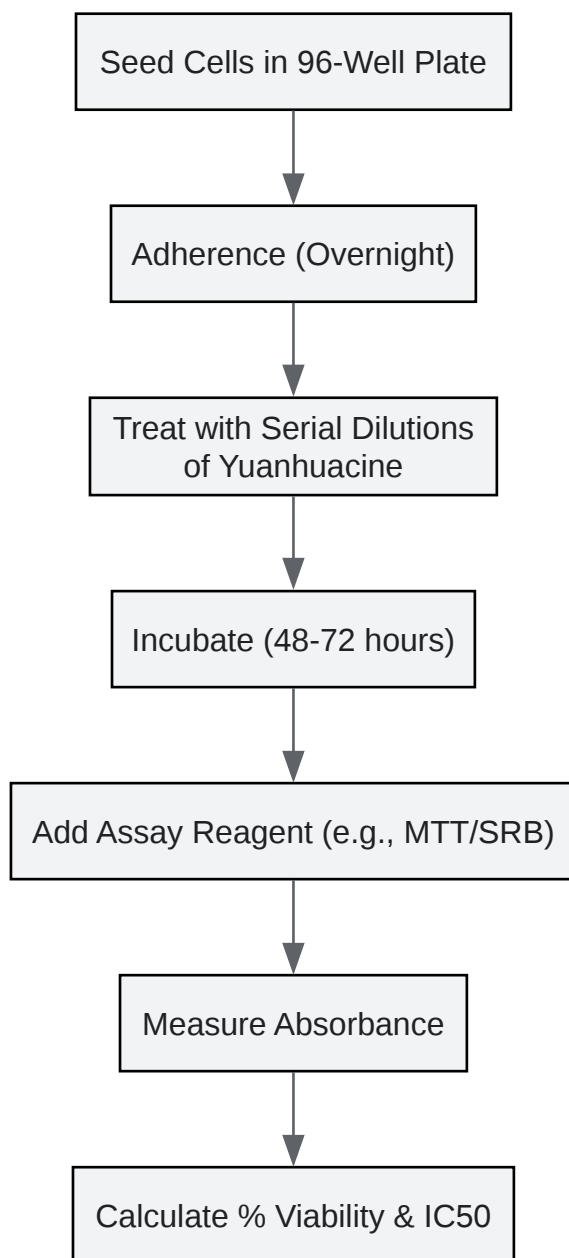 Seed Cells in 96-Well Plate
Adherence (Overnight)
Treat with Serial Dilutions
of Yuanhuacine
Incubate (48-72 hours)
Add Assay Reagent (e.g., MTT/SRB)
Measure Absorbance
Calculate % Viability & IC50